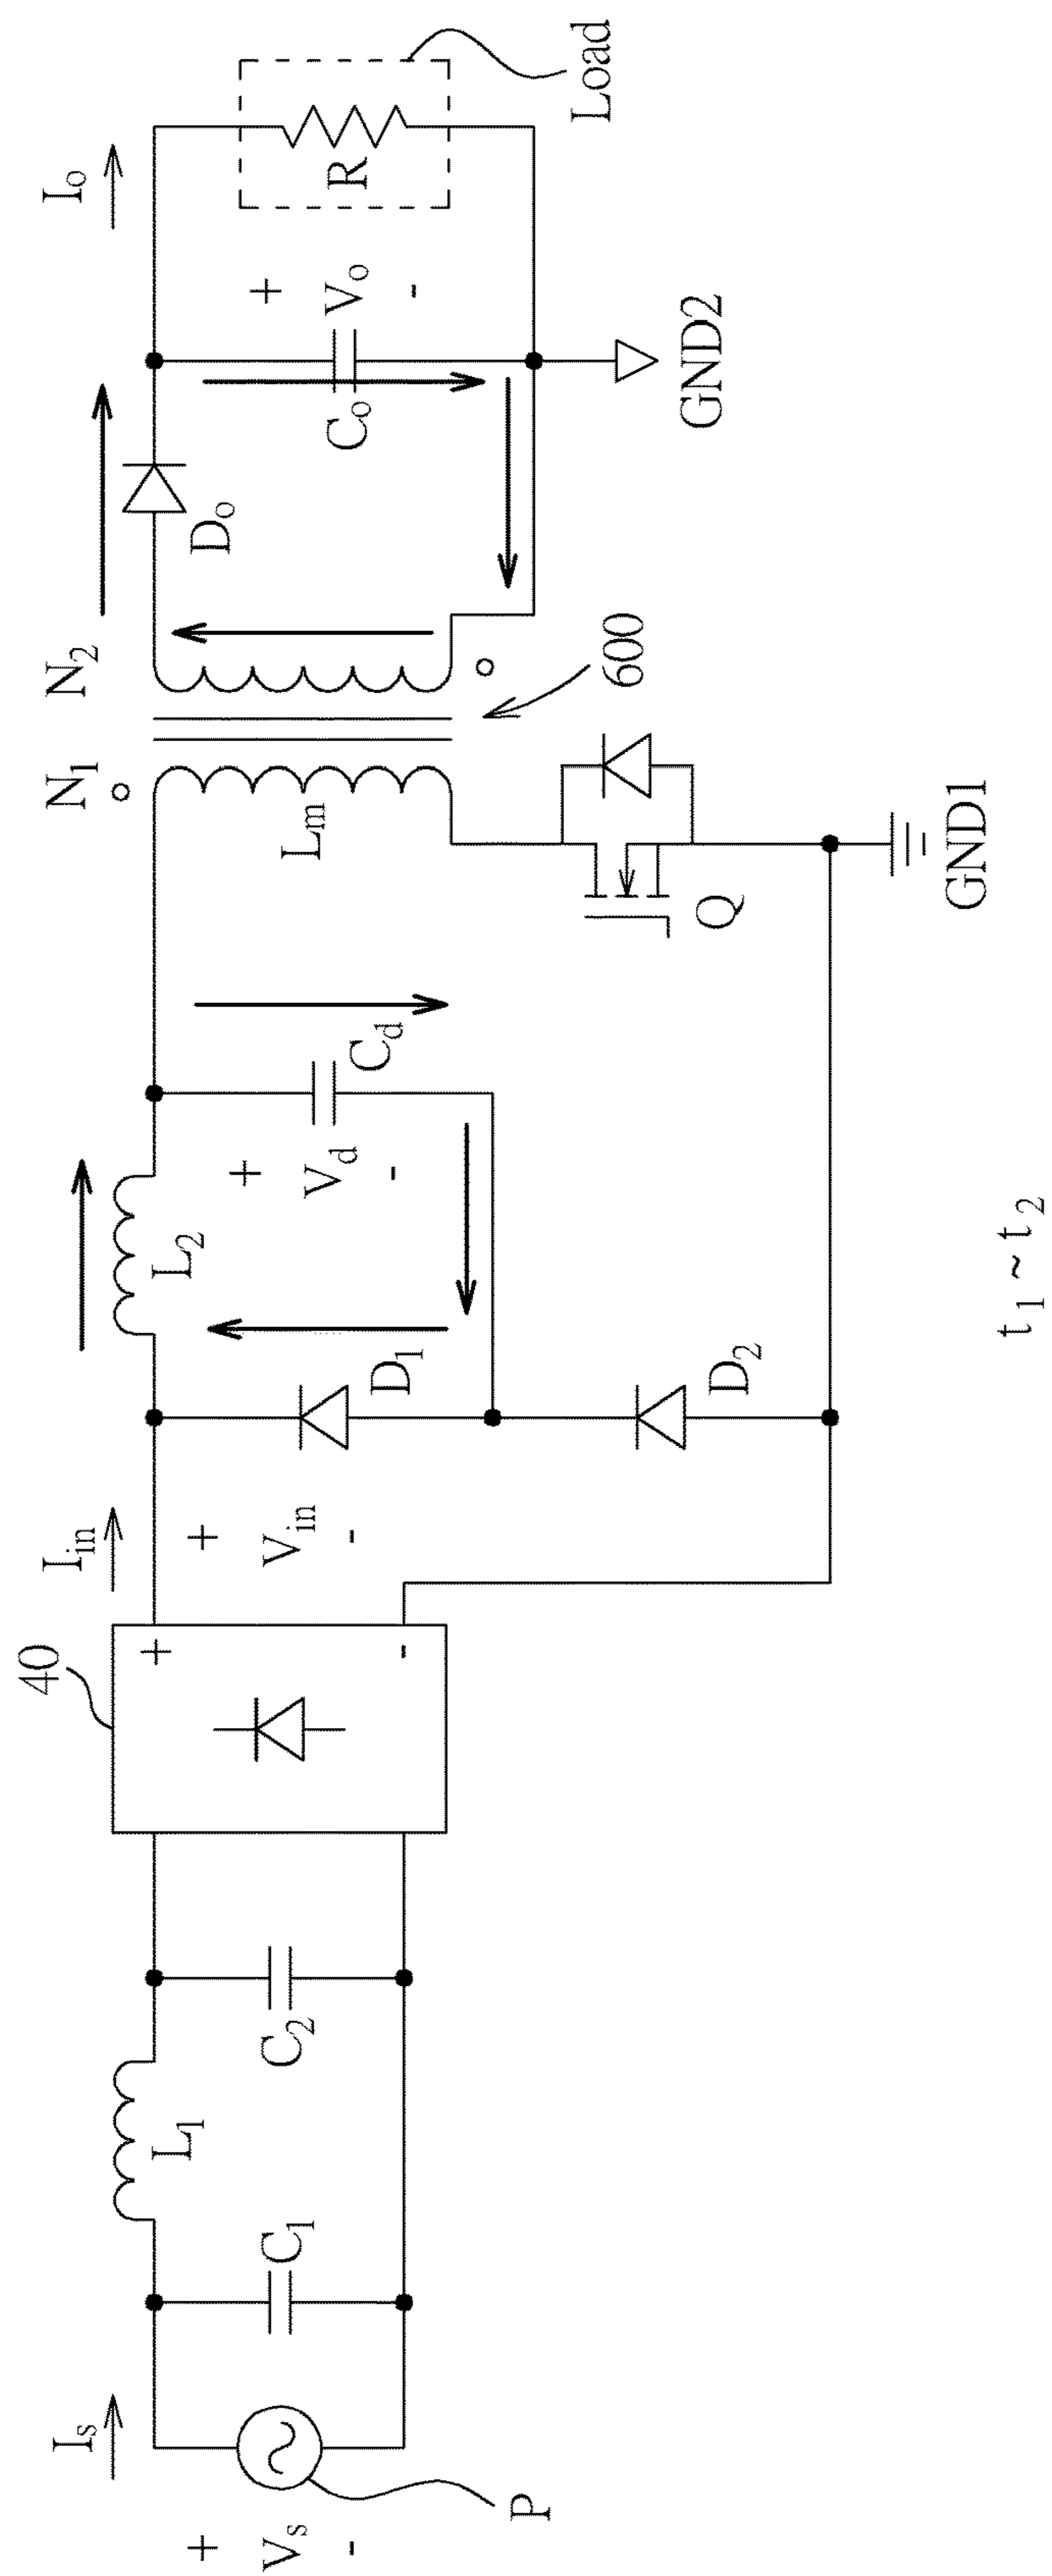 I_s
+
V_s
-
P
C_1
L_1
C_2
40
+
-
I_in
+
V_in
-
D_1
D_2
L_2
+
V_d
-
C_d
N_1
N_2
L_m
Q
GND1
600
D_o
C_o
+
V_o
-
GND2
I_o
R
Load
t_1 ~ t_2